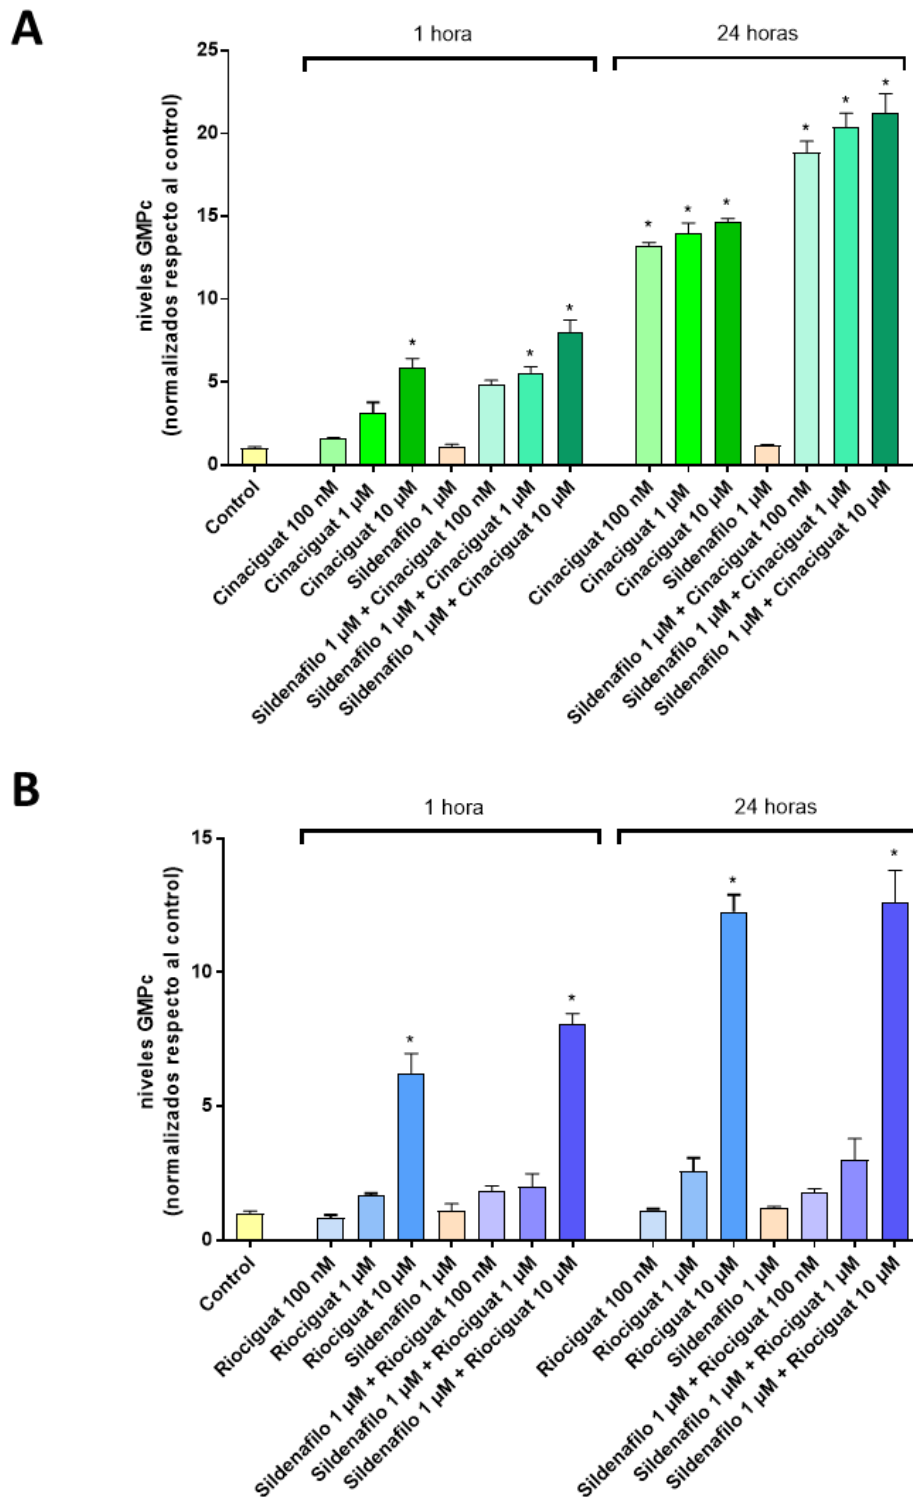 A
1 hora
24 horas
niveles GMPc
(normalizados respecto al control)
25
20
15
10
5
0
*
*
*
*
*
*
*
*
*
Control
Cinaciguat 100 nM
Cinaciguat 1 µM
Cinaciguat 10 µM
Sildenafilo 1 µM
Sildenafilo 1 µM + Cinaciguat 100 nM
Sildenafilo 1 µM + Cinaciguat 1 µM
Sildenafilo 1 µM + Cinaciguat 10 µM
Cinaciguat 100 nM
Cinaciguat 1 µM
Cinaciguat 10 µM
Sildenafilo 1 µM
Sildenafilo 1 µM + Cinaciguat 100 nM
Sildenafilo 1 µM + Cinaciguat 1 µM
Sildenafilo 1 µM + Cinaciguat 10 µM
B
1 hora
24 horas
niveles GMPc
(normalizados respecto al control)
15
10
5
0
*
*
*
*
Control
Riociguat 100 nM
Riociguat 1 µM
Riociguat 10 µM
Sildenafilo 1 µM
Sildenafilo 1 µM + Riociguat 100 nM
Sildenafilo 1 µM + Riociguat 1 µM
Sildenafilo 1 µM + Riociguat 10 µM
Riociguat 100 nM
Riociguat 1 µM
Riociguat 10 µM
Sildenafilo 1 µM
Sildenafilo 1 µM + Riociguat 100 nM
Sildenafilo 1 µM + Riociguat 1 µM
Sildenafilo 1 µM + Riociguat 10 µM